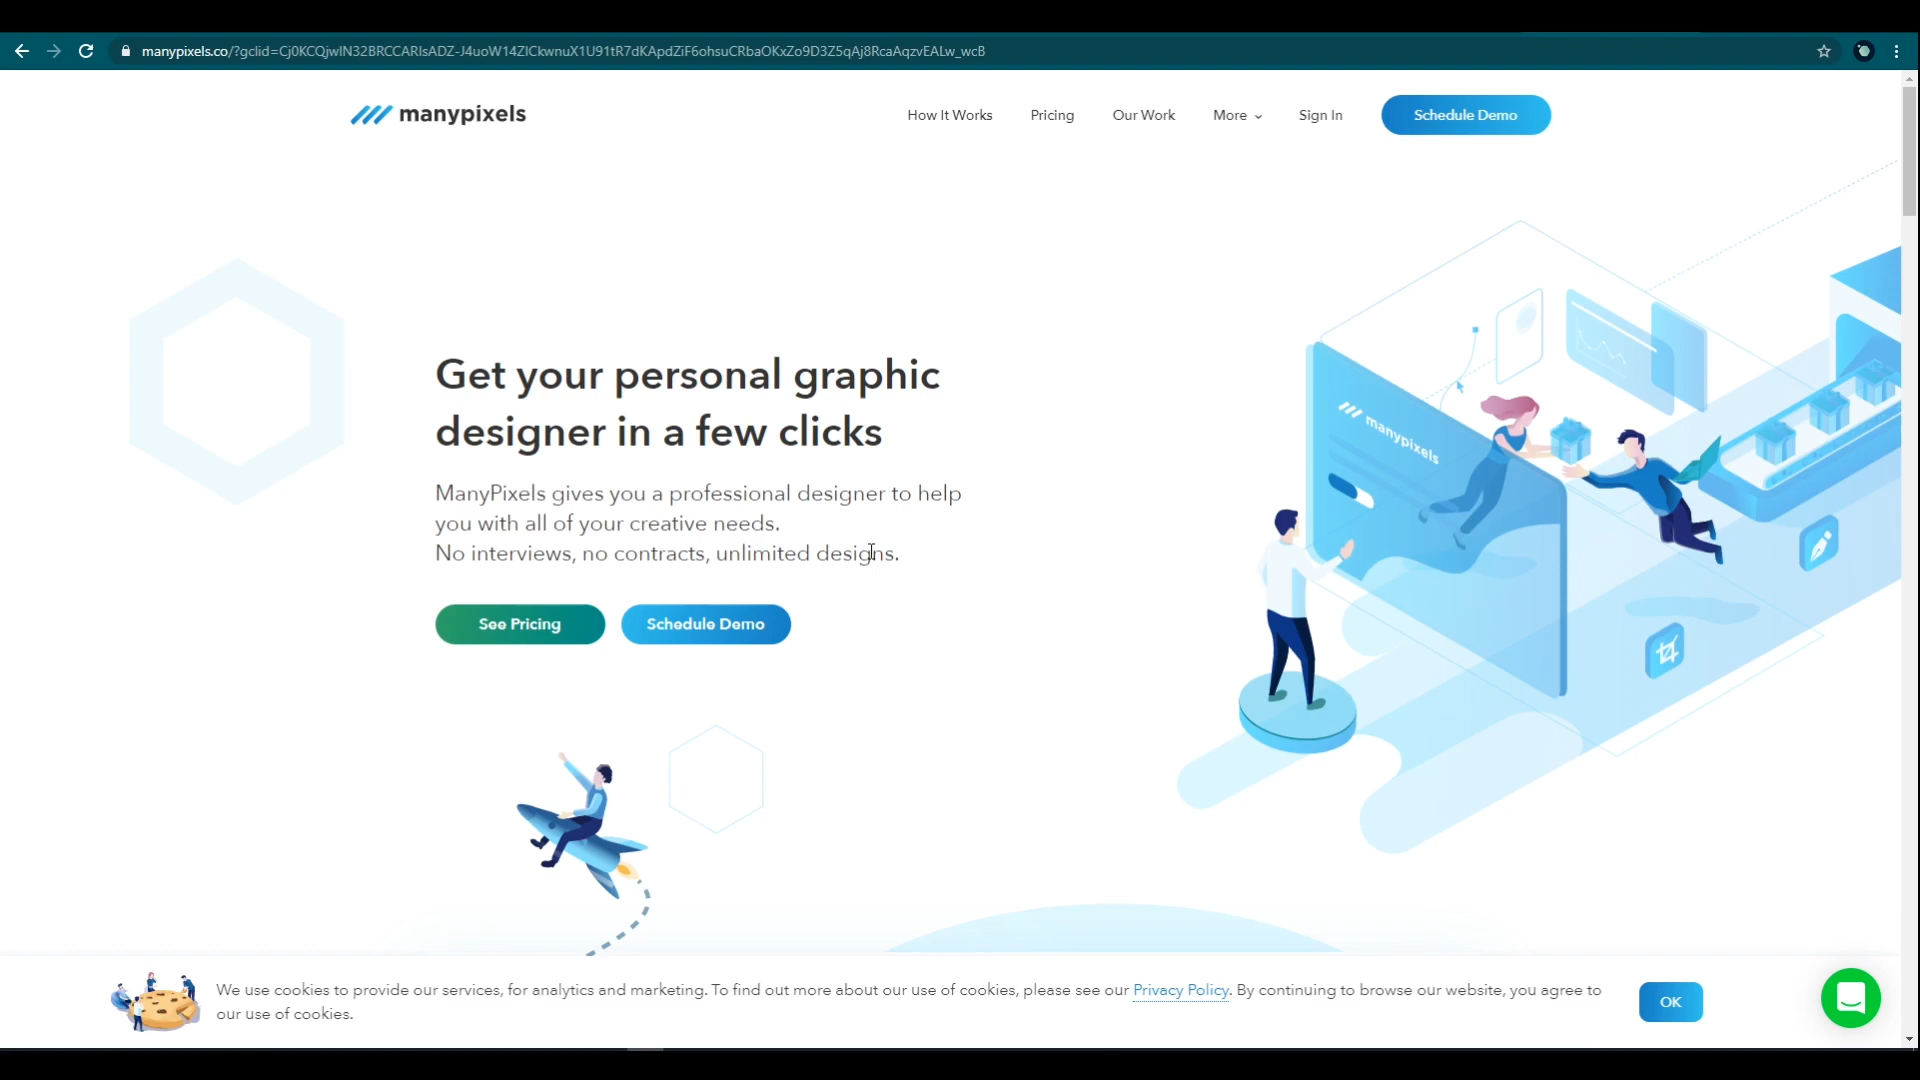 manypixels.co/?gclid=Cj0KCQjwlN32BRCCARIsADZ-J4uoW14ZICkwnuX1U91tR7dKApdZiF6ohsuCRbaOKxZo9D3Z5qAj8RcaAqzvEALw_wcB
manypixels
How It Works
Pricing
Our Work
More
Sign In
Schedule Demo
Get your personal graphic
designer in a few clicks
ManyPixels gives you a professional designer to help
you with all of your creative needs.
No interviews, no contracts, unlimited designs.
See Pricing
Schedule Demo
manypixels
We use cookies to provide our services, for analytics and marketing. To find out more about our use of cookies, please see our Privacy Policy. By continuing to browse our website, you agree to
our use of cookies.
OK